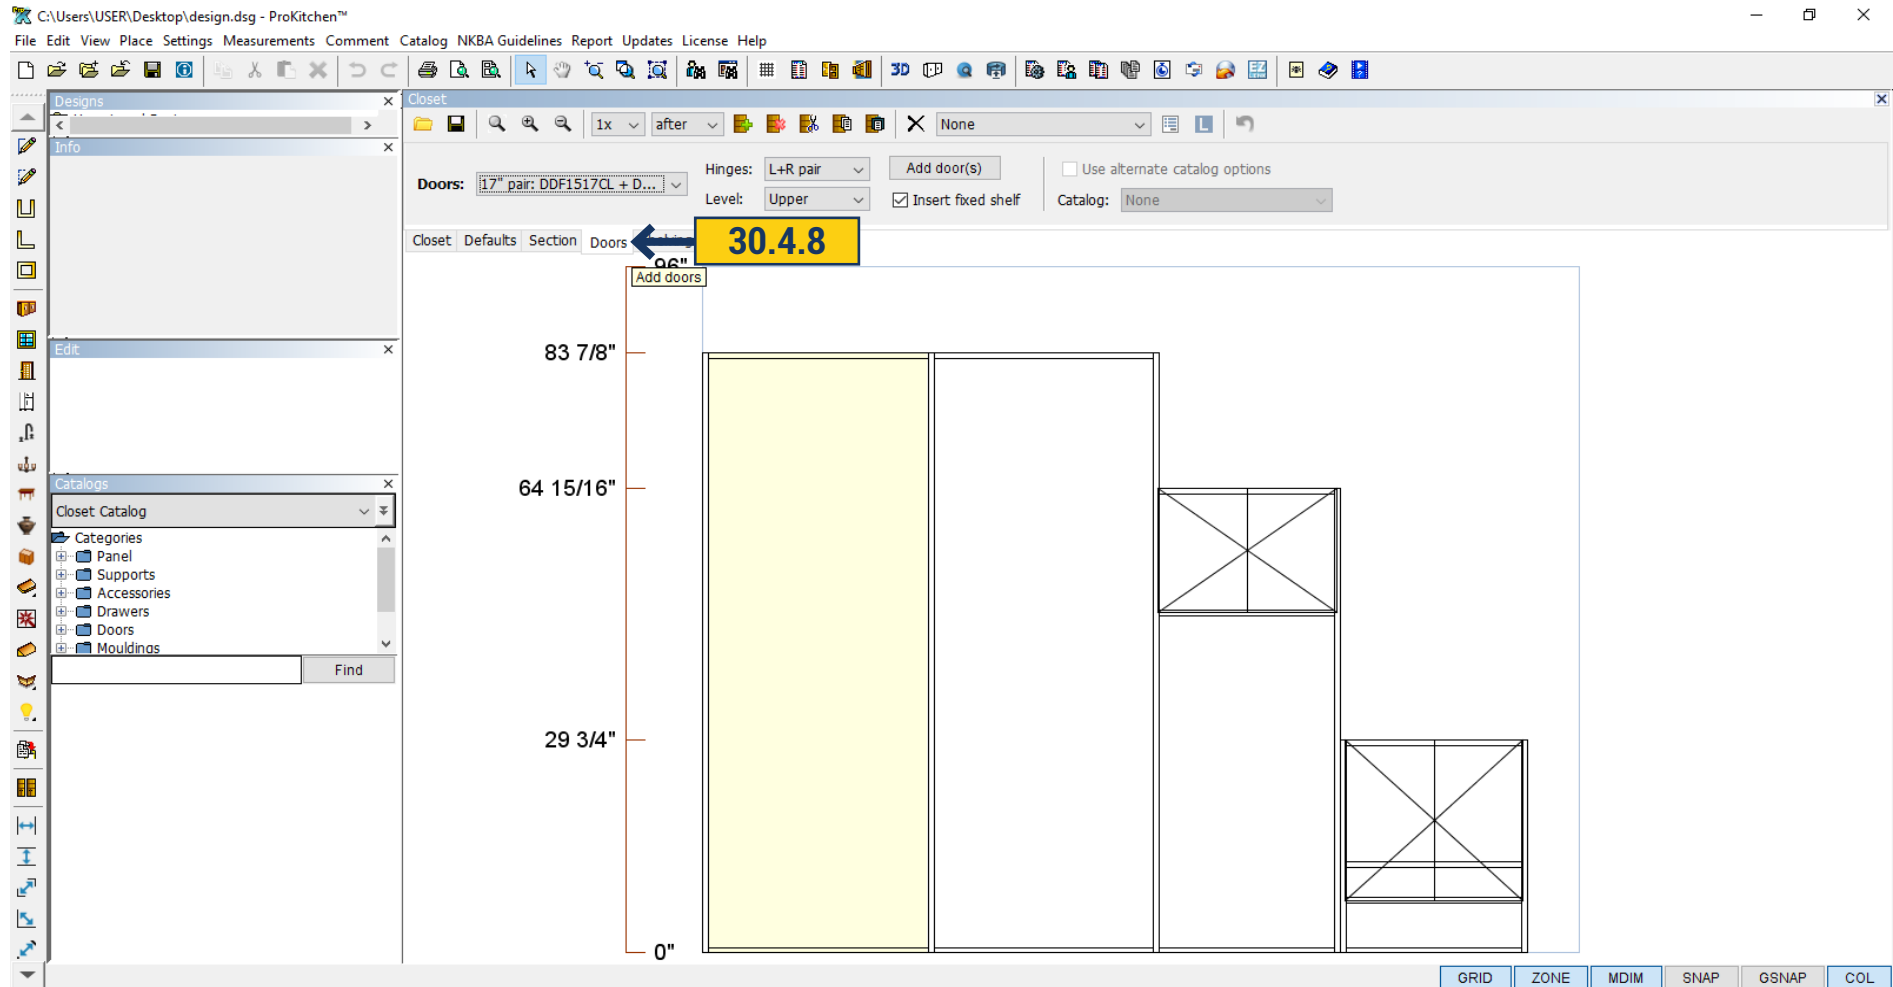 C:\Users\USER\Desktop\design.dsg - ProKitchen™
File Edit View Place Settings Measurements Comment Catalog NKBA Guidelines Report Updates License Help
3D
EZ
Designs
Closet
1x
after
None
L
Info
Doors:
17" pair: DDF1517CL + D...
Hinges:
L+R pair
Add door(s)
Use alternate catalog options
Level:
Upper
Insert fixed shelf
Catalog:
None
Closet Defaults Section Doors
30.4.8
96"
Add doors
Edit
83 7/8"
64 15/16"
29 3/4"
0"
Catalogs
Closet Catalog
Categories
Panel
Supports
Accessories
Drawers
Doors
Mouldings
Find
GRID ZONE MDIM SNAP GSNAP COL